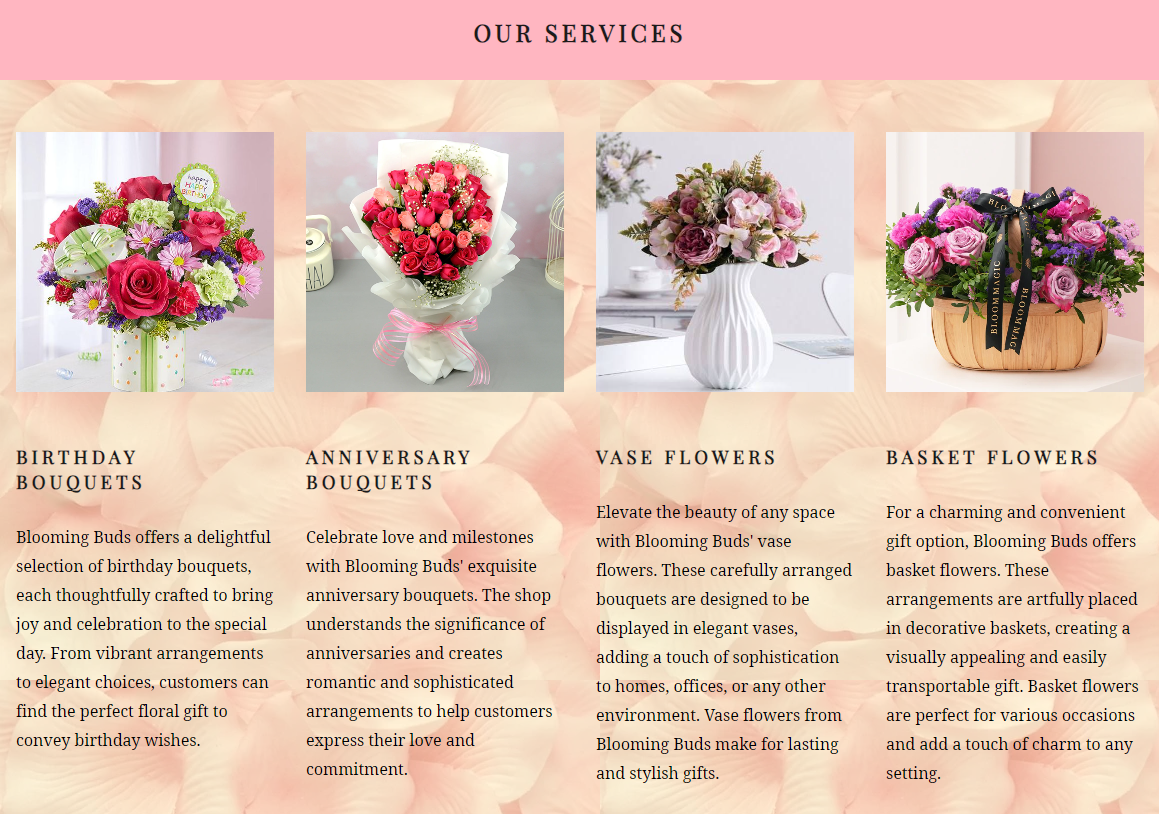 OUR SERVICES
happy
HAPPY
BIRTHDAY
HA!
BLOOMMAGIC
BLOOMMAG
BIRTHDAY
BOUQUETS
Blooming Buds offers a delightful
selection of birthday bouquets,
each thoughtfully crafted to bring
joy and celebration to the special
day. From vibrant arrangements
to elegant choices, customers can
find the perfect floral gift to
convey birthday wishes.
ANNIVERSARY
BOUQUETS
Celebrate love and milestones
with Blooming Buds' exquisite
anniversary bouquets. The shop
understands the significance of
anniversaries and creates
romantic and sophisticated
arrangements to help customers
express their love and
commitment.
VASE FLOWERS
Elevate the beauty of any space
with Blooming Buds' vase
flowers. These carefully arranged
bouquets are designed to be
displayed in elegant vases,
adding a touch of sophistication
to homes, offices, or any other
environment. Vase flowers from
Blooming Buds make for lasting
and stylish gifts.
BASKET FLOWERS
For a charming and convenient
gift option, Blooming Buds offers
basket flowers. These
arrangements are artfully placed
in decorative baskets, creating a
visually appealing and easily
transportable gift. Basket flowers
are perfect for various occasions
and add a touch of charm to any
setting.